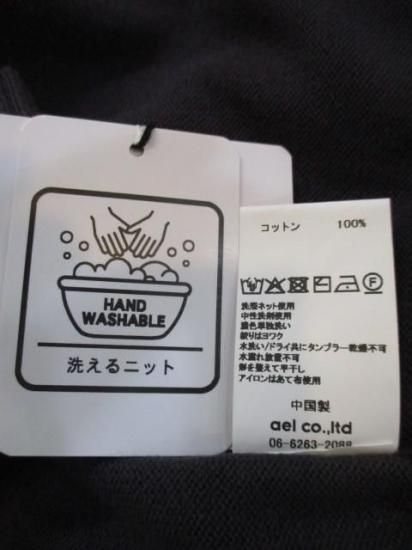 HAND
WASHABLE
洗えるニット
コットン 100%
洗濯ネット使用
中性洗剤使用
濃色単独洗い
絞りはヨワク
水洗い/ドライ共にタンブラー乾燥不可
水濡れ放置不可
形を整えて平干し
アイロンはあて布使用
中国製
ael co.,ltd
06-6263-2088